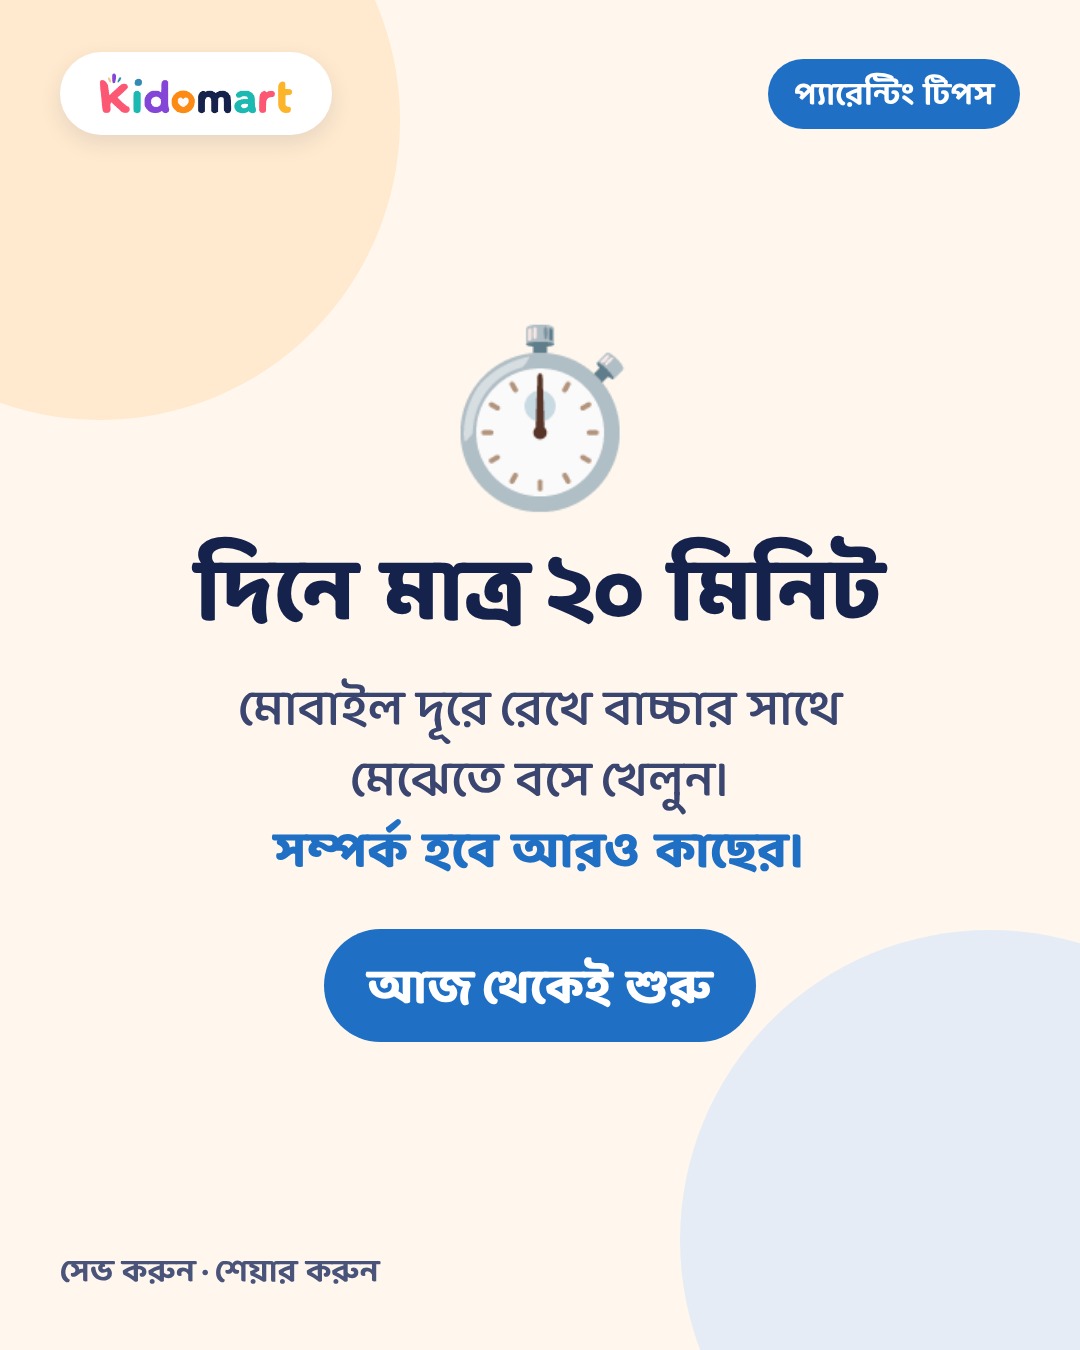 Kidomart
প্যারেন্টিং টিপস
দিনে মাত্র ২০ মিনিট
মোবাইল দূরে রেখে বাচ্চার সাথে
মেঝেতে বসে খেলুন।
সম্পর্ক হবে আরও কাছের।
আজ থেকেই শুরু
সেভ করুন · শেয়ার করুন